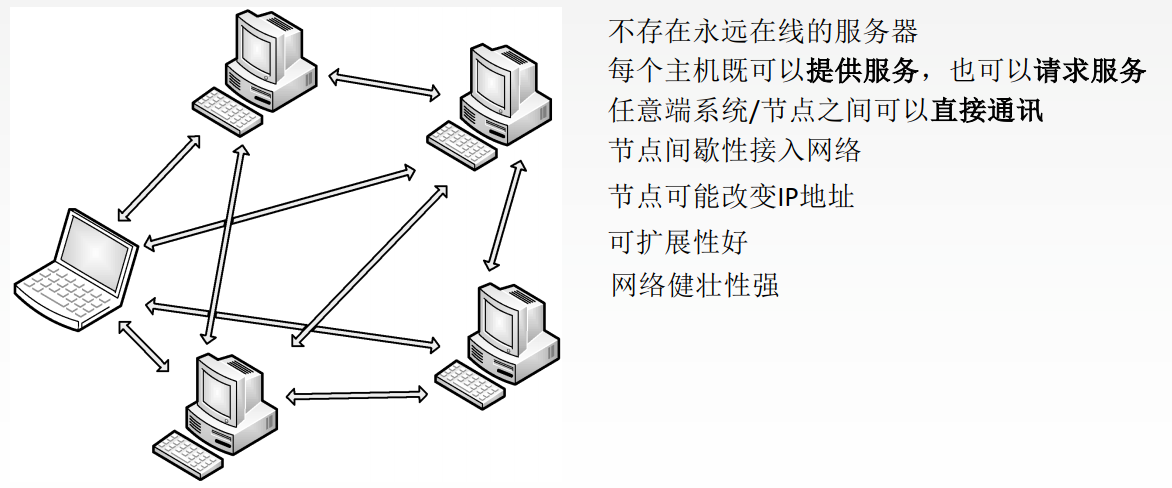 不存在永远在线的服务器
每个主机既可以提供服务，也可以请求服务
任意端系统/节点之间可以直接通讯
节点间歇性接入网络
节点可能改变IP地址
可扩展性好
网络健壮性强